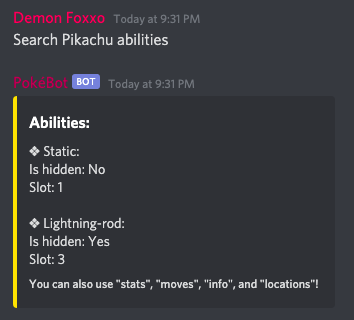 Demon Foxxo Today at 9:31 PM
Search Pikachu abilities
PokéBot BOT Today at 9:31 PM
Abilities:
❖ Static:
Is hidden: No
Slot: 1
❖ Lightning-rod:
Is hidden: Yes
Slot: 3
You can also use "stats", "moves", "info", and "locations"!